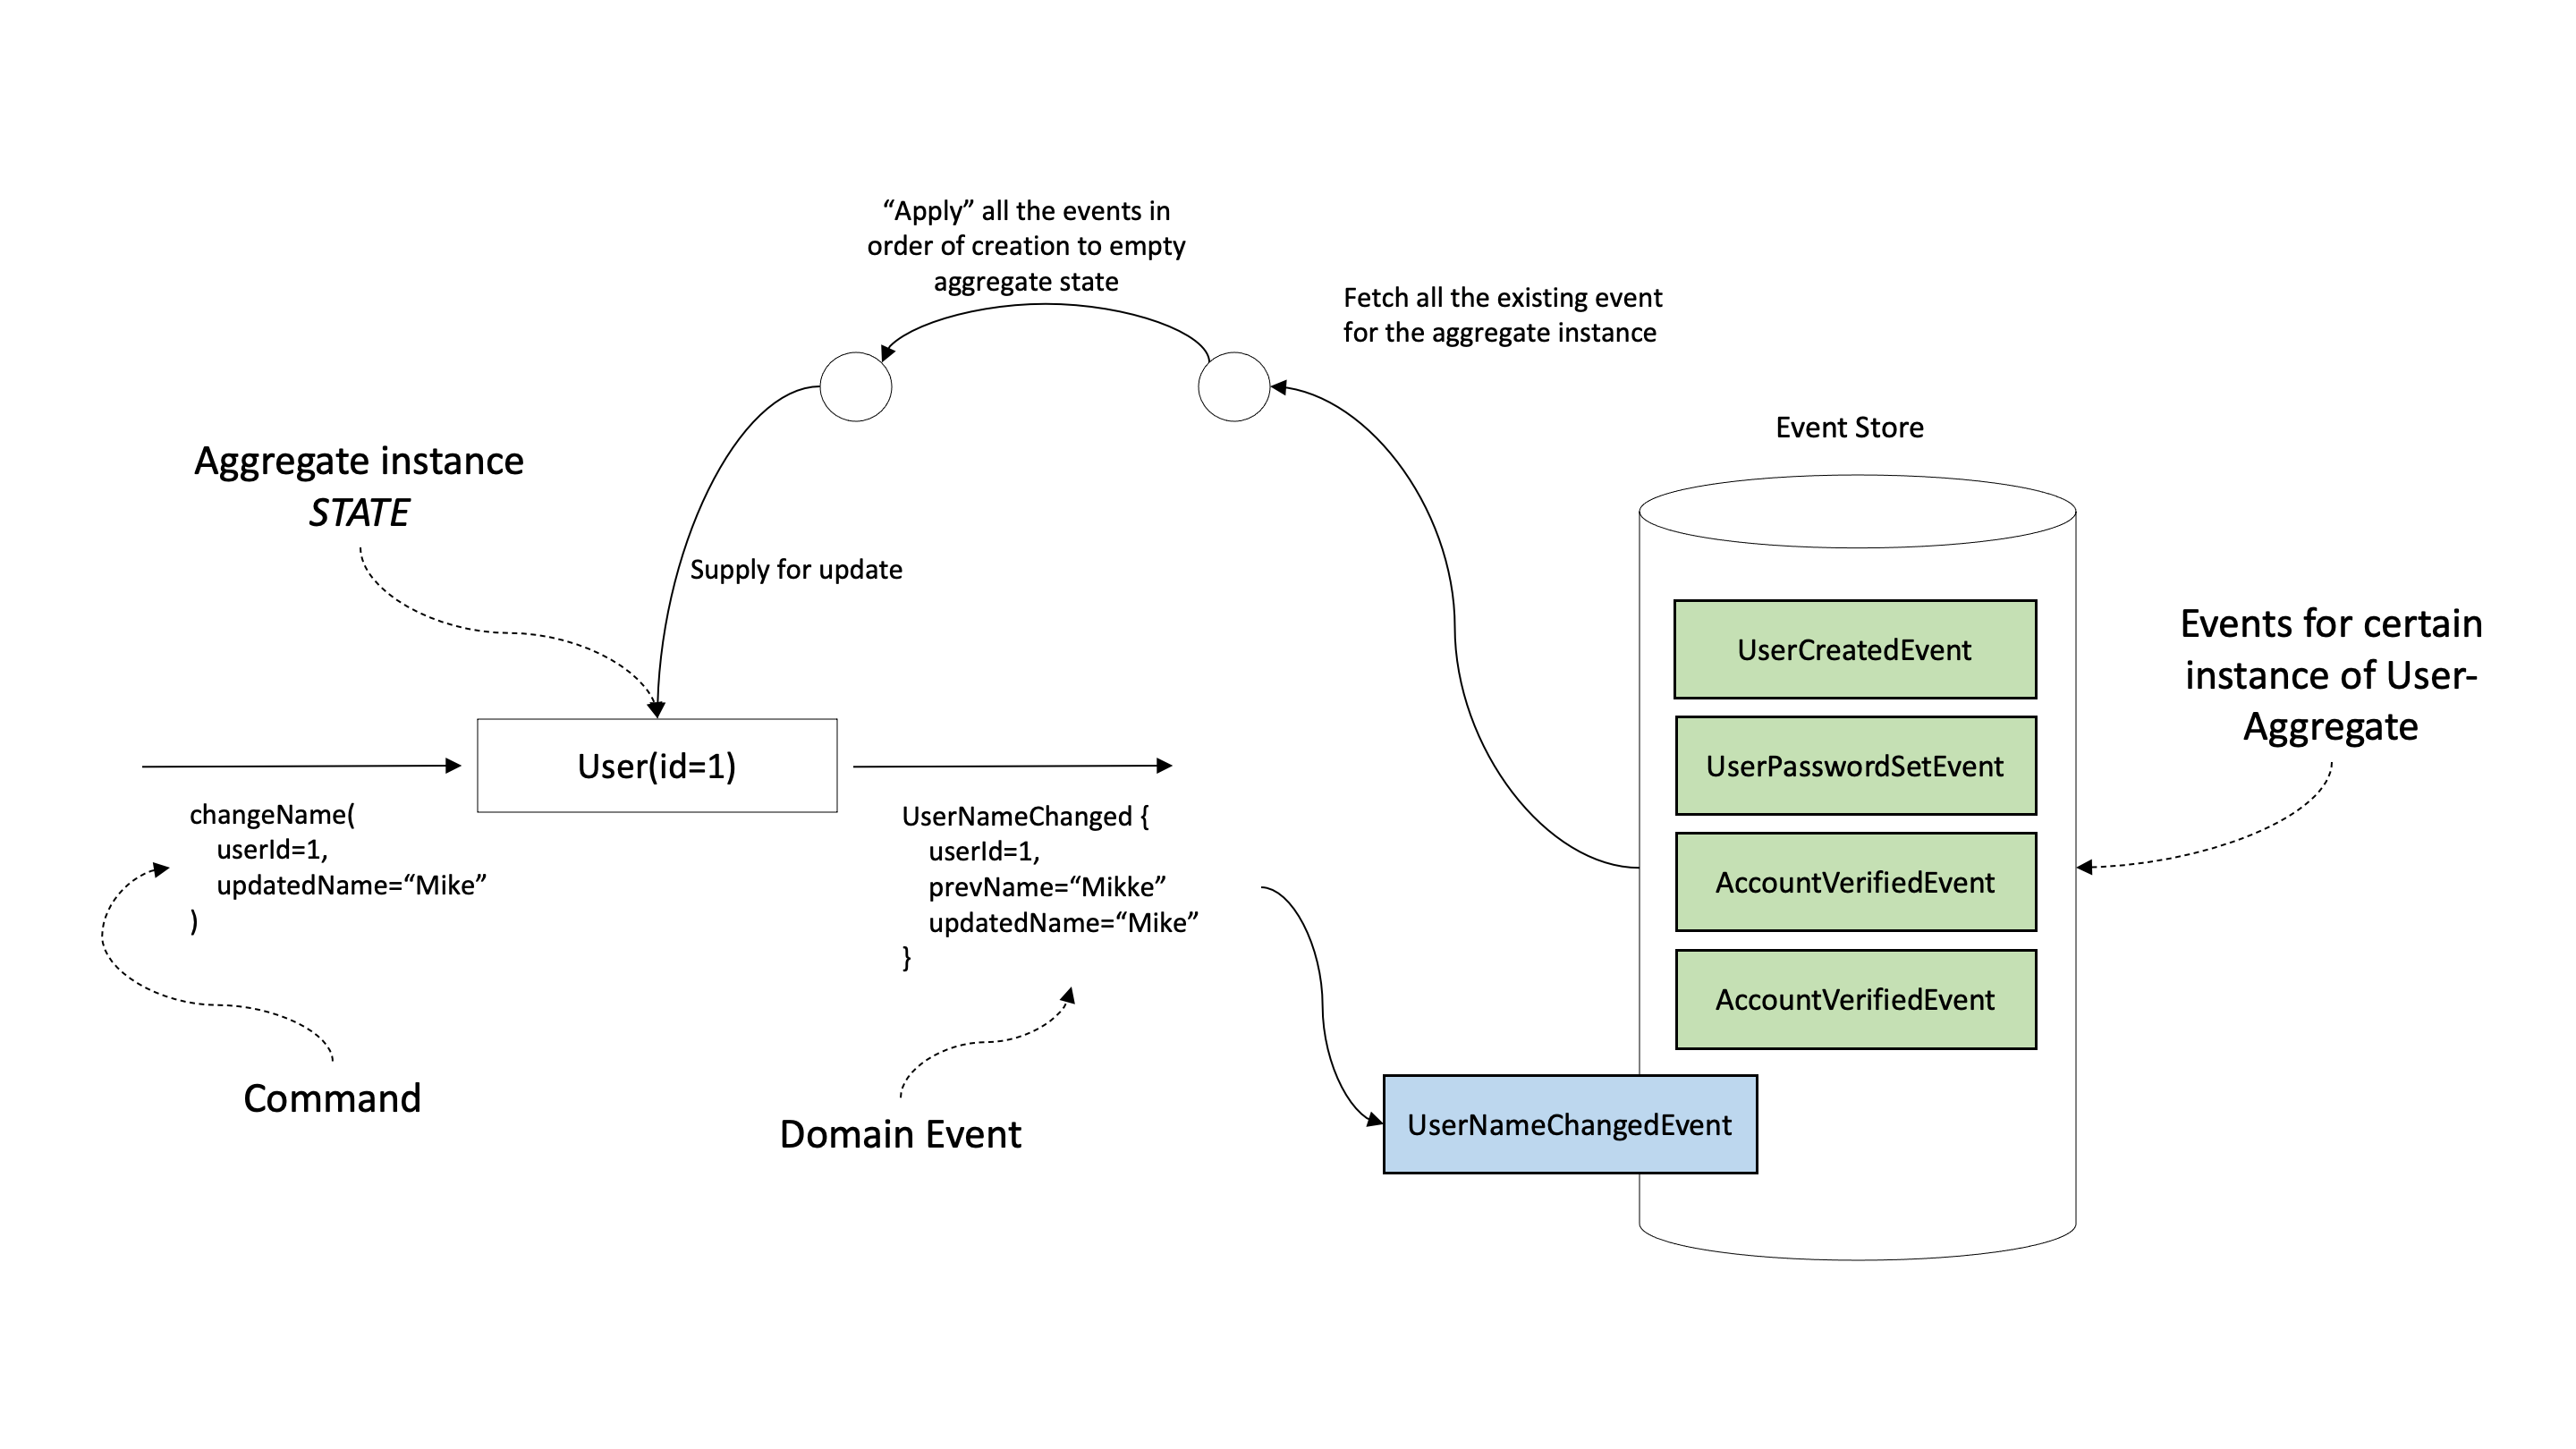 “Apply” all the events in
order of creation to empty
aggregate state
Fetch all the existing event
for the aggregate instance
Event Store
Aggregate instance
STATE
Supply for update
UserCreatedEvent
Events for certain
instance of User-
Aggregate
User(id=1)
UserPasswordSetEvent
changeName(
userId=1,
updatedName=“Mike”
)
UserNameChanged {
userId=1,
prevName=“Mikke”
updatedName=“Mike”
}
AccountVerifiedEvent
AccountVerifiedEvent
Command
Domain Event
UserNameChangedEvent